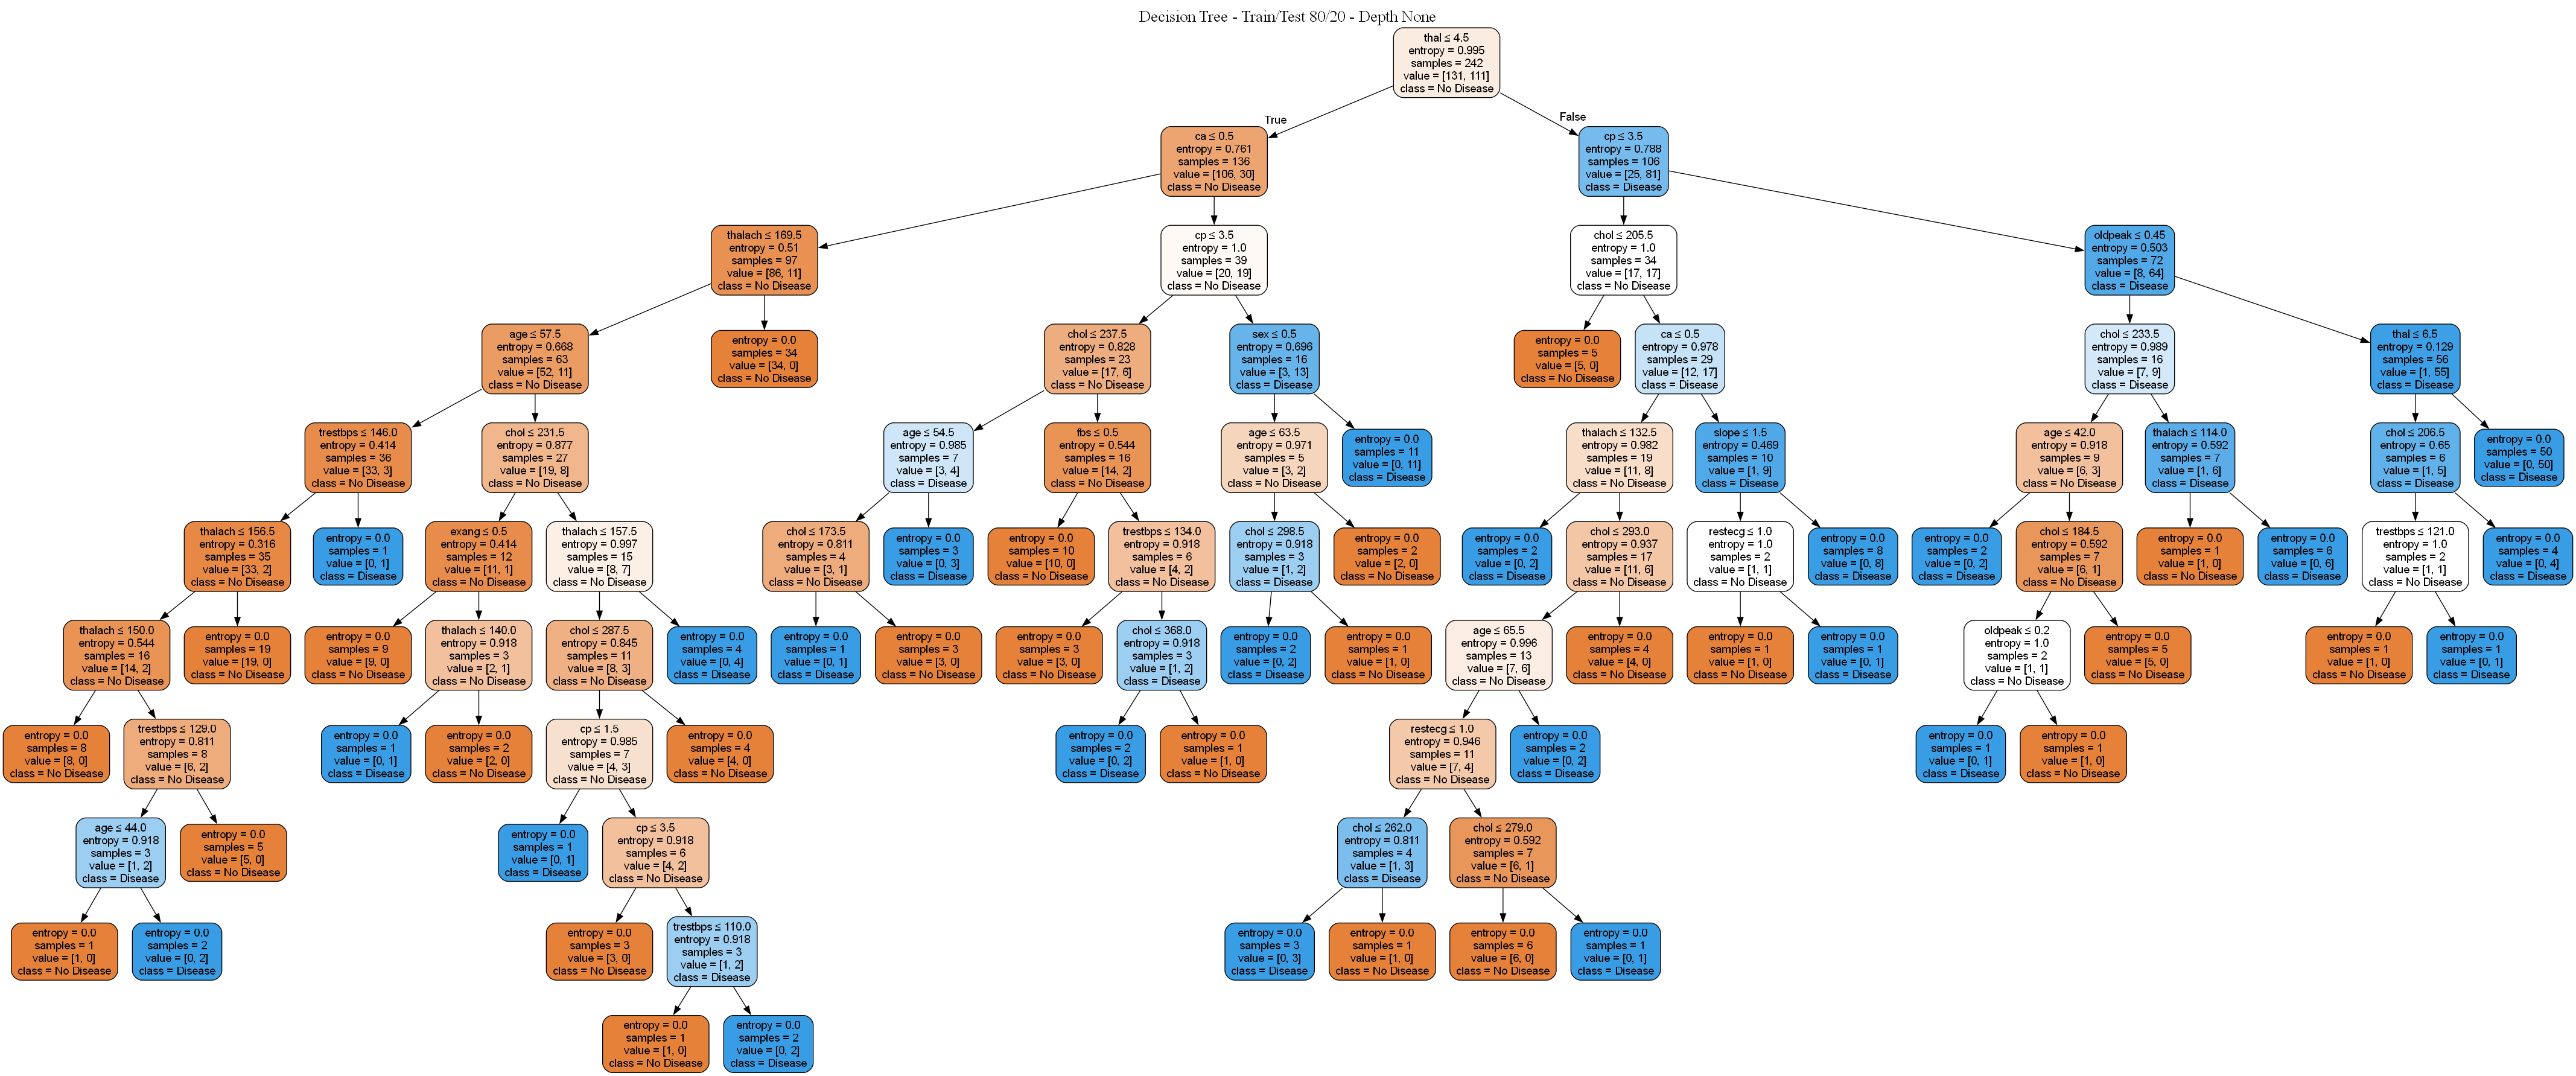 Decision Tree - Train/Test 80/20 - Depth None
thal ≤ 4.5
entropy = 0.995
samples = 242
value = [131, 111]
class = No Disease
True
False
ca ≤ 0.5
entropy = 0.761
samples = 136
value = [106, 30]
class = No Disease
cp ≤ 3.5
entropy = 0.788
samples = 106
value = [25, 81]
class = Disease
thalach ≤ 169.5
entropy = 0.51
samples = 97
value = [86, 11]
class = No Disease
cp ≤ 3.5
entropy = 1.0
samples = 39
value = [20, 19]
class = No Disease
chol ≤ 205.5
entropy = 1.0
samples = 34
value = [17, 17]
class = No Disease
oldpeak ≤ 0.45
entropy = 0.503
samples = 72
value = [8, 64]
class = Disease
age ≤ 57.5
entropy = 0.668
samples = 63
value = [52, 11]
class = No Disease
entropy = 0.0
samples = 34
value = [34, 0]
class = No Disease
chol ≤ 237.5
entropy = 0.828
samples = 23
value = [17, 6]
class = No Disease
sex ≤ 0.5
entropy = 0.696
samples = 16
value = [3, 13]
class = Disease
entropy = 0.0
samples = 5
value = [5, 0]
class = No Disease
ca ≤ 0.5
entropy = 0.978
samples = 29
value = [12, 17]
class = Disease
chol ≤ 233.5
entropy = 0.989
samples = 16
value = [7, 9]
class = Disease
thal ≤ 6.5
entropy = 0.129
samples = 56
value = [1, 55]
class = Disease
trestbps ≤ 146.0
entropy = 0.414
samples = 36
value = [33, 3]
class = No Disease
chol ≤ 231.5
entropy = 0.877
samples = 27
value = [19, 8]
class = No Disease
age ≤ 54.5
entropy = 0.985
samples = 7
value = [3, 4]
class = Disease
fbs ≤ 0.5
entropy = 0.544
samples = 16
value = [14, 2]
class = No Disease
age ≤ 63.5
entropy = 0.971
samples = 5
value = [3, 2]
class = No Disease
entropy = 0.0
samples = 11
value = [0, 11]
class = Disease
thalach ≤ 132.5
entropy = 0.982
samples = 19
value = [11, 8]
class = No Disease
slope ≤ 1.5
entropy = 0.469
samples = 10
value = [1, 9]
class = Disease
age ≤ 42.0
entropy = 0.918
samples = 9
value = [6, 3]
class = No Disease
thalach ≤ 114.0
entropy = 0.592
samples = 7
value = [1, 6]
class = Disease
chol ≤ 206.5
entropy = 0.65
samples = 6
value = [1, 5]
class = Disease
entropy = 0.0
samples = 50
value = [0, 50]
class = Disease
thalach ≤ 156.5
entropy = 0.316
samples = 35
value = [33, 2]
class = No Disease
entropy = 0.0
samples = 1
value = [0, 1]
class = Disease
exang ≤ 0.5
entropy = 0.414
samples = 12
value = [11, 1]
class = No Disease
thalach ≤ 157.5
entropy = 0.997
samples = 15
value = [8, 7]
class = No Disease
chol ≤ 173.5
entropy = 0.811
samples = 4
value = [3, 1]
class = No Disease
entropy = 0.0
samples = 3
value = [0, 3]
class = Disease
entropy = 0.0
samples = 10
value = [10, 0]
class = No Disease
trestbps ≤ 134.0
entropy = 0.918
samples = 6
value = [4, 2]
class = No Disease
chol ≤ 298.5
entropy = 0.918
samples = 3
value = [1, 2]
class = Disease
entropy = 0.0
samples = 2
value = [2, 0]
class = No Disease
entropy = 0.0
samples = 2
value = [0, 2]
class = Disease
chol ≤ 293.0
entropy = 0.937
samples = 17
value = [11, 6]
class = No Disease
restecg ≤ 1.0
entropy = 1.0
samples = 2
value = [1, 1]
class = No Disease
entropy = 0.0
samples = 8
value = [0, 8]
class = Disease
entropy = 0.0
samples = 2
value = [0, 2]
class = Disease
chol ≤ 184.5
entropy = 0.592
samples = 7
value = [6, 1]
class = No Disease
entropy = 0.0
samples = 1
value = [1, 0]
class = No Disease
entropy = 0.0
samples = 6
value = [0, 6]
class = Disease
trestbps ≤ 121.0
entropy = 1.0
samples = 2
value = [1, 1]
class = No Disease
entropy = 0.0
samples = 4
value = [0, 4]
class = Disease
thalach ≤ 150.0
entropy = 0.544
samples = 16
value = [14, 2]
class = No Disease
entropy = 0.0
samples = 19
value = [19, 0]
class = No Disease
entropy = 0.0
samples = 9
value = [9, 0]
class = No Disease
thalach ≤ 140.0
entropy = 0.918
samples = 3
value = [2, 1]
class = No Disease
chol ≤ 287.5
entropy = 0.845
samples = 11
value = [8, 3]
class = No Disease
entropy = 0.0
samples = 4
value = [0, 4]
class = Disease
entropy = 0.0
samples = 1
value = [0, 1]
class = Disease
entropy = 0.0
samples = 3
value = [3, 0]
class = No Disease
entropy = 0.0
samples = 3
value = [3, 0]
class = No Disease
chol ≤ 368.0
entropy = 0.918
samples = 3
value = [1, 2]
class = Disease
entropy = 0.0
samples = 2
value = [0, 2]
class = Disease
entropy = 0.0
samples = 1
value = [1, 0]
class = No Disease
age ≤ 65.5
entropy = 0.996
samples = 13
value = [7, 6]
class = No Disease
entropy = 0.0
samples = 4
value = [4, 0]
class = No Disease
entropy = 0.0
samples = 1
value = [1, 0]
class = No Disease
entropy = 0.0
samples = 1
value = [0, 1]
class = Disease
oldpeak ≤ 0.2
entropy = 1.0
samples = 2
value = [1, 1]
class = No Disease
entropy = 0.0
samples = 5
value = [5, 0]
class = No Disease
entropy = 0.0
samples = 1
value = [1, 0]
class = No Disease
entropy = 0.0
samples = 1
value = [0, 1]
class = Disease
entropy = 0.0
samples = 8
value = [8, 0]
class = No Disease
trestbps ≤ 129.0
entropy = 0.811
samples = 8
value = [6, 2]
class = No Disease
entropy = 0.0
samples = 1
value = [0, 1]
class = Disease
entropy = 0.0
samples = 2
value = [2, 0]
class = No Disease
cp ≤ 1.5
entropy = 0.985
samples = 7
value = [4, 3]
class = No Disease
entropy = 0.0
samples = 4
value = [4, 0]
class = No Disease
entropy = 0.0
samples = 2
value = [0, 2]
class = Disease
entropy = 0.0
samples = 1
value = [1, 0]
class = No Disease
restecg ≤ 1.0
entropy = 0.946
samples = 11
value = [7, 4]
class = No Disease
entropy = 0.0
samples = 2
value = [0, 2]
class = Disease
entropy = 0.0
samples = 1
value = [0, 1]
class = Disease
entropy = 0.0
samples = 1
value = [1, 0]
class = No Disease
age ≤ 44.0
entropy = 0.918
samples = 3
value = [1, 2]
class = Disease
entropy = 0.0
samples = 5
value = [5, 0]
class = No Disease
entropy = 0.0
samples = 1
value = [0, 1]
class = Disease
cp ≤ 3.5
entropy = 0.918
samples = 6
value = [4, 2]
class = No Disease
chol ≤ 262.0
entropy = 0.811
samples = 4
value = [1, 3]
class = Disease
chol ≤ 279.0
entropy = 0.592
samples = 7
value = [6, 1]
class = No Disease
entropy = 0.0
samples = 1
value = [1, 0]
class = No Disease
entropy = 0.0
samples = 2
value = [0, 2]
class = Disease
entropy = 0.0
samples = 3
value = [3, 0]
class = No Disease
trestbps ≤ 110.0
entropy = 0.918
samples = 3
value = [1, 2]
class = Disease
entropy = 0.0
samples = 3
value = [0, 3]
class = Disease
entropy = 0.0
samples = 1
value = [1, 0]
class = No Disease
entropy = 0.0
samples = 6
value = [6, 0]
class = No Disease
entropy = 0.0
samples = 1
value = [0, 1]
class = Disease
entropy = 0.0
samples = 1
value = [1, 0]
class = No Disease
entropy = 0.0
samples = 2
value = [0, 2]
class = Disease